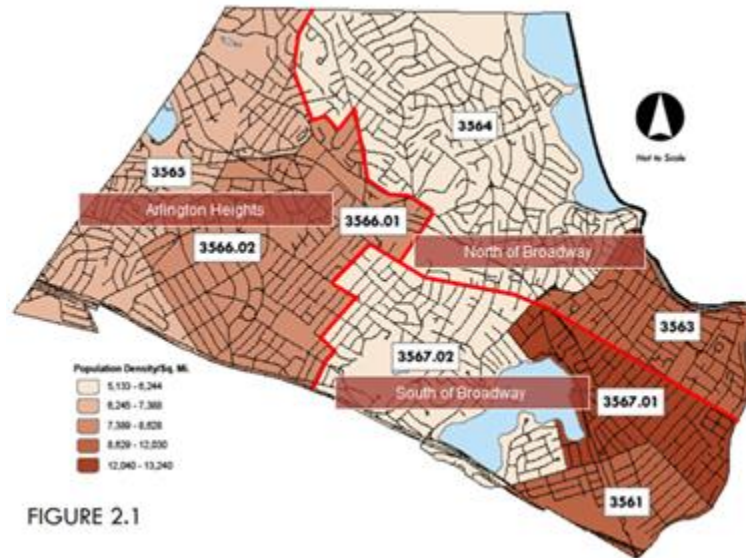 3564
Not to Scale
3565
Arlington Heights
3566.01
3566.02
North of Broadway
3563
3567.02
Population Density/Sq. Mi.
5,133 - 6,244
6,245 - 7,388
7,389 - 8,628
8,629 - 12,030
12,040 - 13,240
South of Broadway
3567.01
3561
FIGURE 2.1